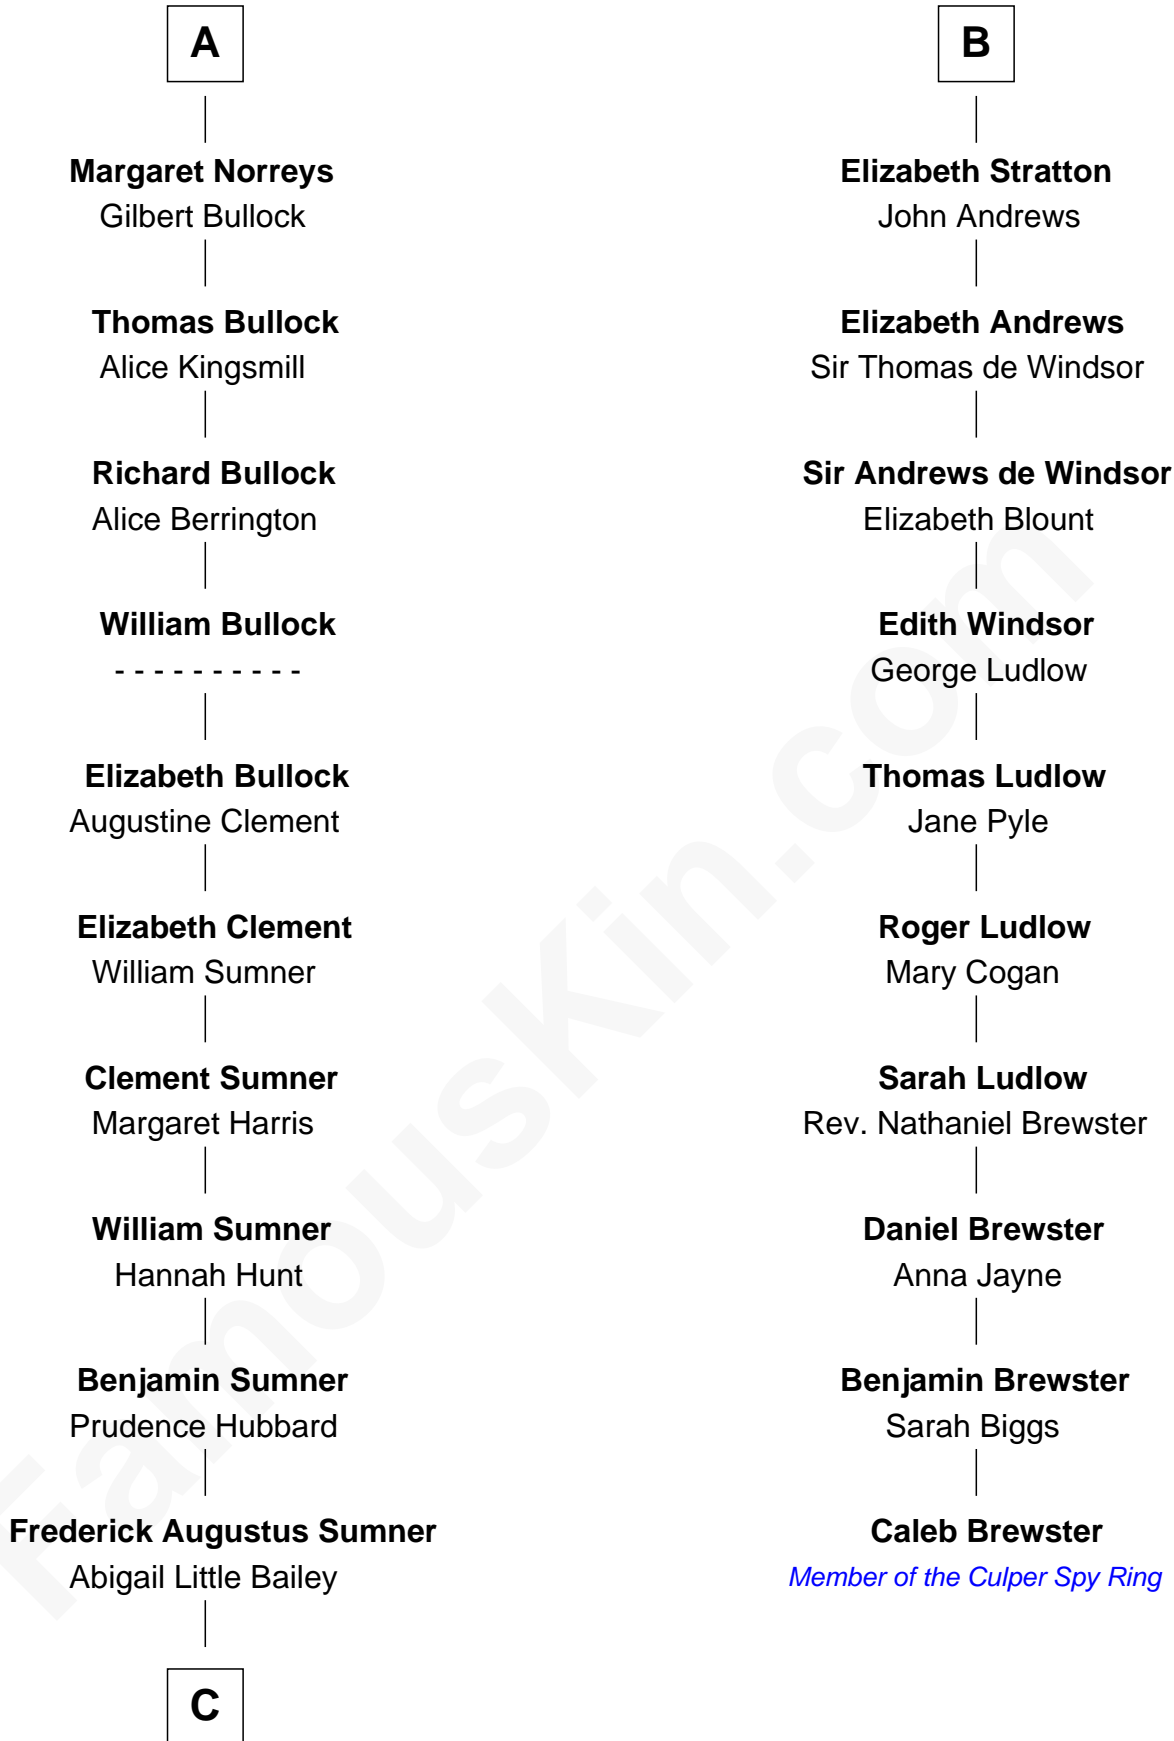 A
Margaret Norreys
Gilbert Bullock
Thomas Bullock
Alice Kingsmill
Richard Bullock
Alice Berrington
William Bullock
- - - - - - - - - -
Elizabeth Bullock
Augustine Clement
Elizabeth Clement
William Sumner
Clement Sumner
Margaret Harris
William Sumner
Hannah Hunt
Benjamin Sumner
Prudence Hubbard
Frederick Augustus Sumner
Abigail Little Bailey
C
B
Elizabeth Stratton
John Andrews
Elizabeth Andrews
Sir Thomas de Windsor
Sir Andrews de Windsor
Elizabeth Blount
Edith Windsor
George Ludlow
Thomas Ludlow
Jane Pyle
Roger Ludlow
Mary Cogan
Sarah Ludlow
Rev. Nathaniel Brewster
Daniel Brewster
Anna Jayne
Benjamin Brewster
Sarah Biggs
Caleb Brewster
Member of the Culper Spy Ring
FamousKin.com